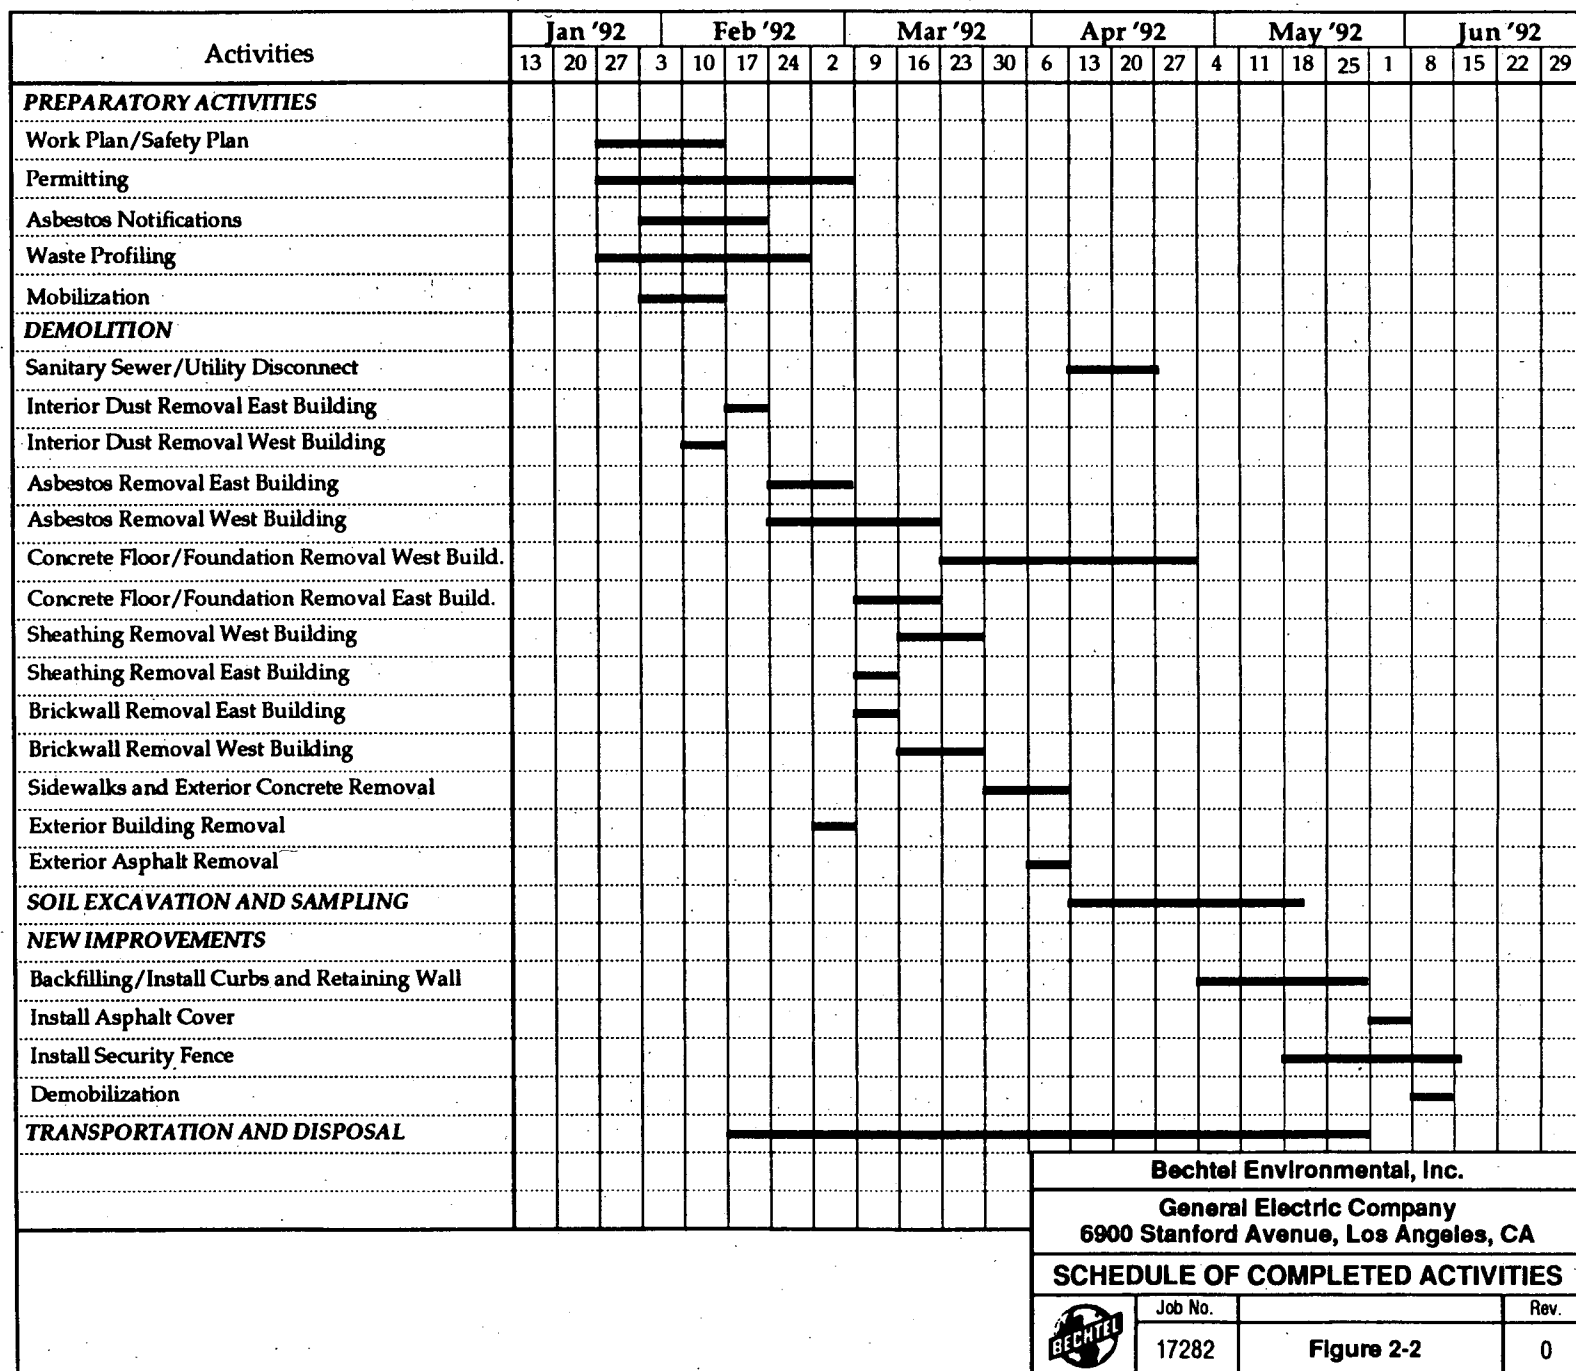 Activities
Jan '92 Feb '92 Mar '92 Apr '92 May '92 Jun '92
13 20 27 3 10 17 24 2 9 16 23 30 6 13 20 27 4 11 18 25 1 8 15 22 29
PREPARATORY ACTIVITIES
Work Plan/Safety Plan
Permitting
Asbestos Notifications
Waste Profiling
Mobilization
DEMOLITION
Sanitary Sewer/Utility Disconnect
Interior Dust Removal East Building
Interior Dust Removal West Building
Asbestos Removal East Building
Asbestos Removal West Building
Concrete Floor/Foundation Removal West Build.
Concrete Floor/Foundation Removal East Build.
Sheathing Removal West Building
Sheathing Removal East Building
Brickwall Removal East Building
Brickwall Removal West Building
Sidewalks and Exterior Concrete Removal
Exterior Building Removal
Exterior Asphalt Removal
SOIL EXCAVATION AND SAMPLING
NEW IMPROVEMENTS
Backfilling/Install Curbs and Retaining Wall
Install Asphalt Cover
Install Security Fence
Demobilization
TRANSPORTATION AND DISPOSAL
Bechtel Environmental, Inc.
General Electric Company
6900 Stanford Avenue, Los Angeles, CA
SCHEDULE OF COMPLETED ACTIVITIES
BECHTEL
Job No. Rev.
17282 Figure 2-2 0